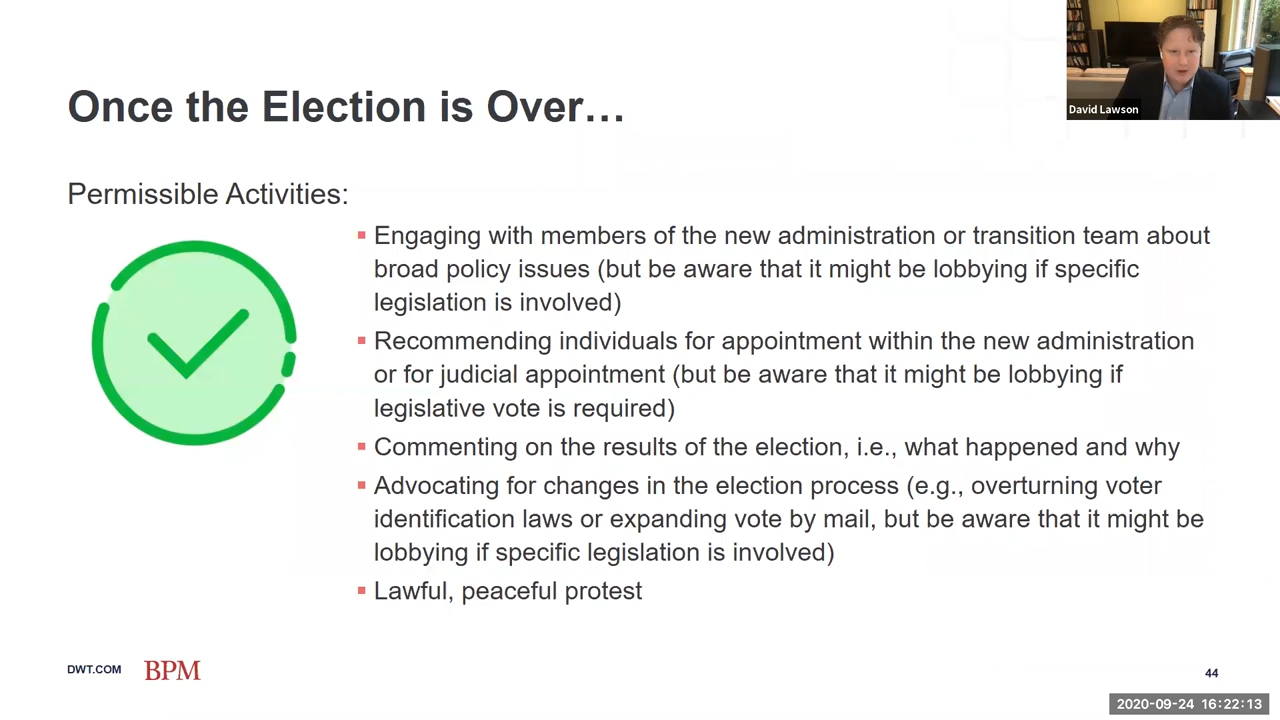 David Lawson
Once the Election is Over…
Permissible Activities:
▪ Engaging with members of the new administration or transition team about
broad policy issues (but be aware that it might be lobbying if specific
legislation is involved)
▪ Recommending individuals for appointment within the new administration
or for judicial appointment (but be aware that it might be lobbying if
legislative vote is required)
▪ Commenting on the results of the election, i.e., what happened and why
▪ Advocating for changes in the election process (e.g., overturning voter
identification laws or expanding vote by mail, but be aware that it might be
lobbying if specific legislation is involved)
▪ Lawful, peaceful protest
DWT.COM
BPM
44
2020-09-24 16:22:13